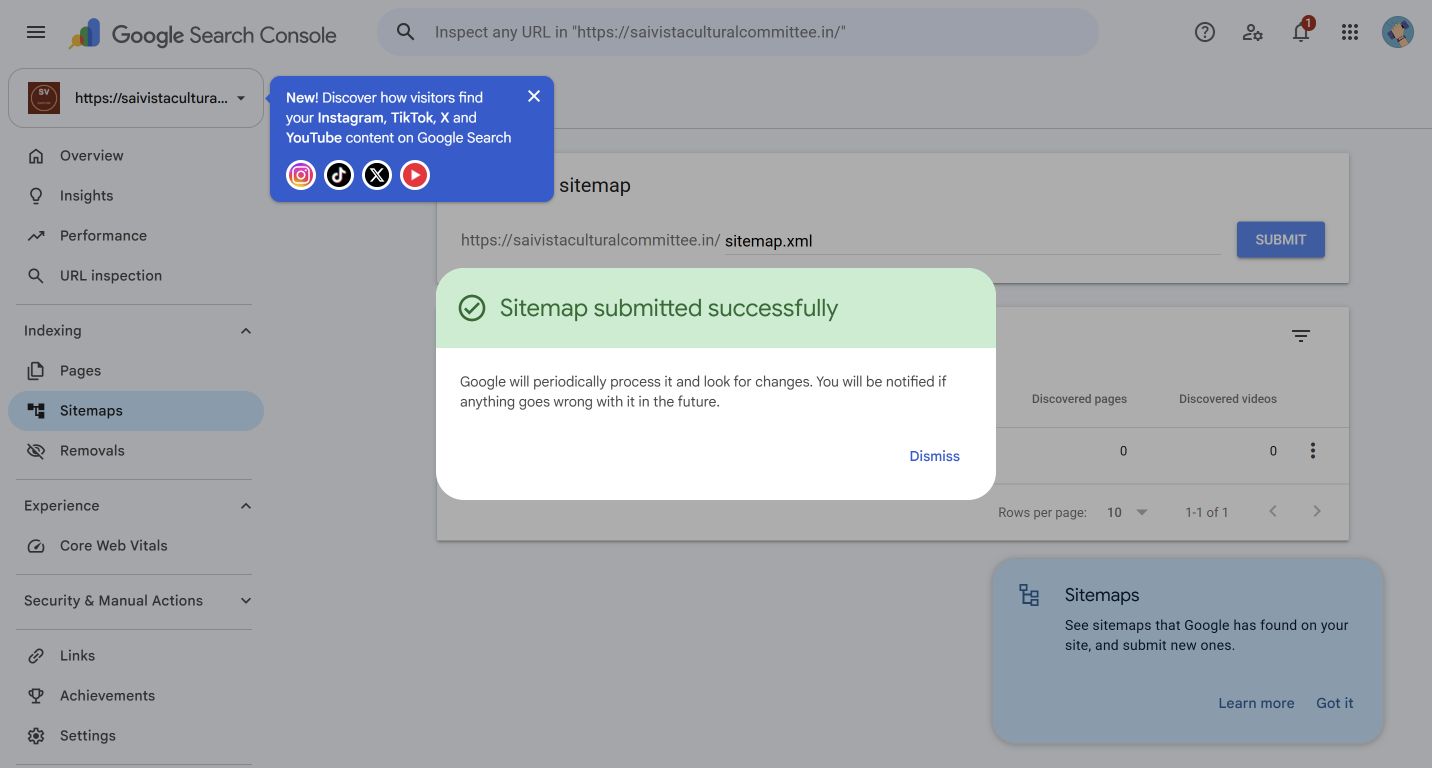 Google Search Console
Inspect any URL in "https://saivistaculturalcommittee.in/"
1
SV
https://saivistacultura...
New! Discover how visitors find
your Instagram, TikTok, X and
YouTube content on Google Search
Overview
Insights
Performance
URL inspection
Indexing
Pages
Sitemaps
Removals
Experience
Core Web Vitals
Security & Manual Actions
Links
Achievements
Settings
sitemap
https://saivistaculturalcommittee.in/ sitemap.xml
SUBMIT
Sitemap submitted successfully
Google will periodically process it and look for changes. You will be notified if
anything goes wrong with it in the future.
Dismiss
Discovered pages
Discovered videos
0
0
Rows per page:
10
1-1 of 1
Sitemaps
See sitemaps that Google has found on your
site, and submit new ones.
Learn more
Got it